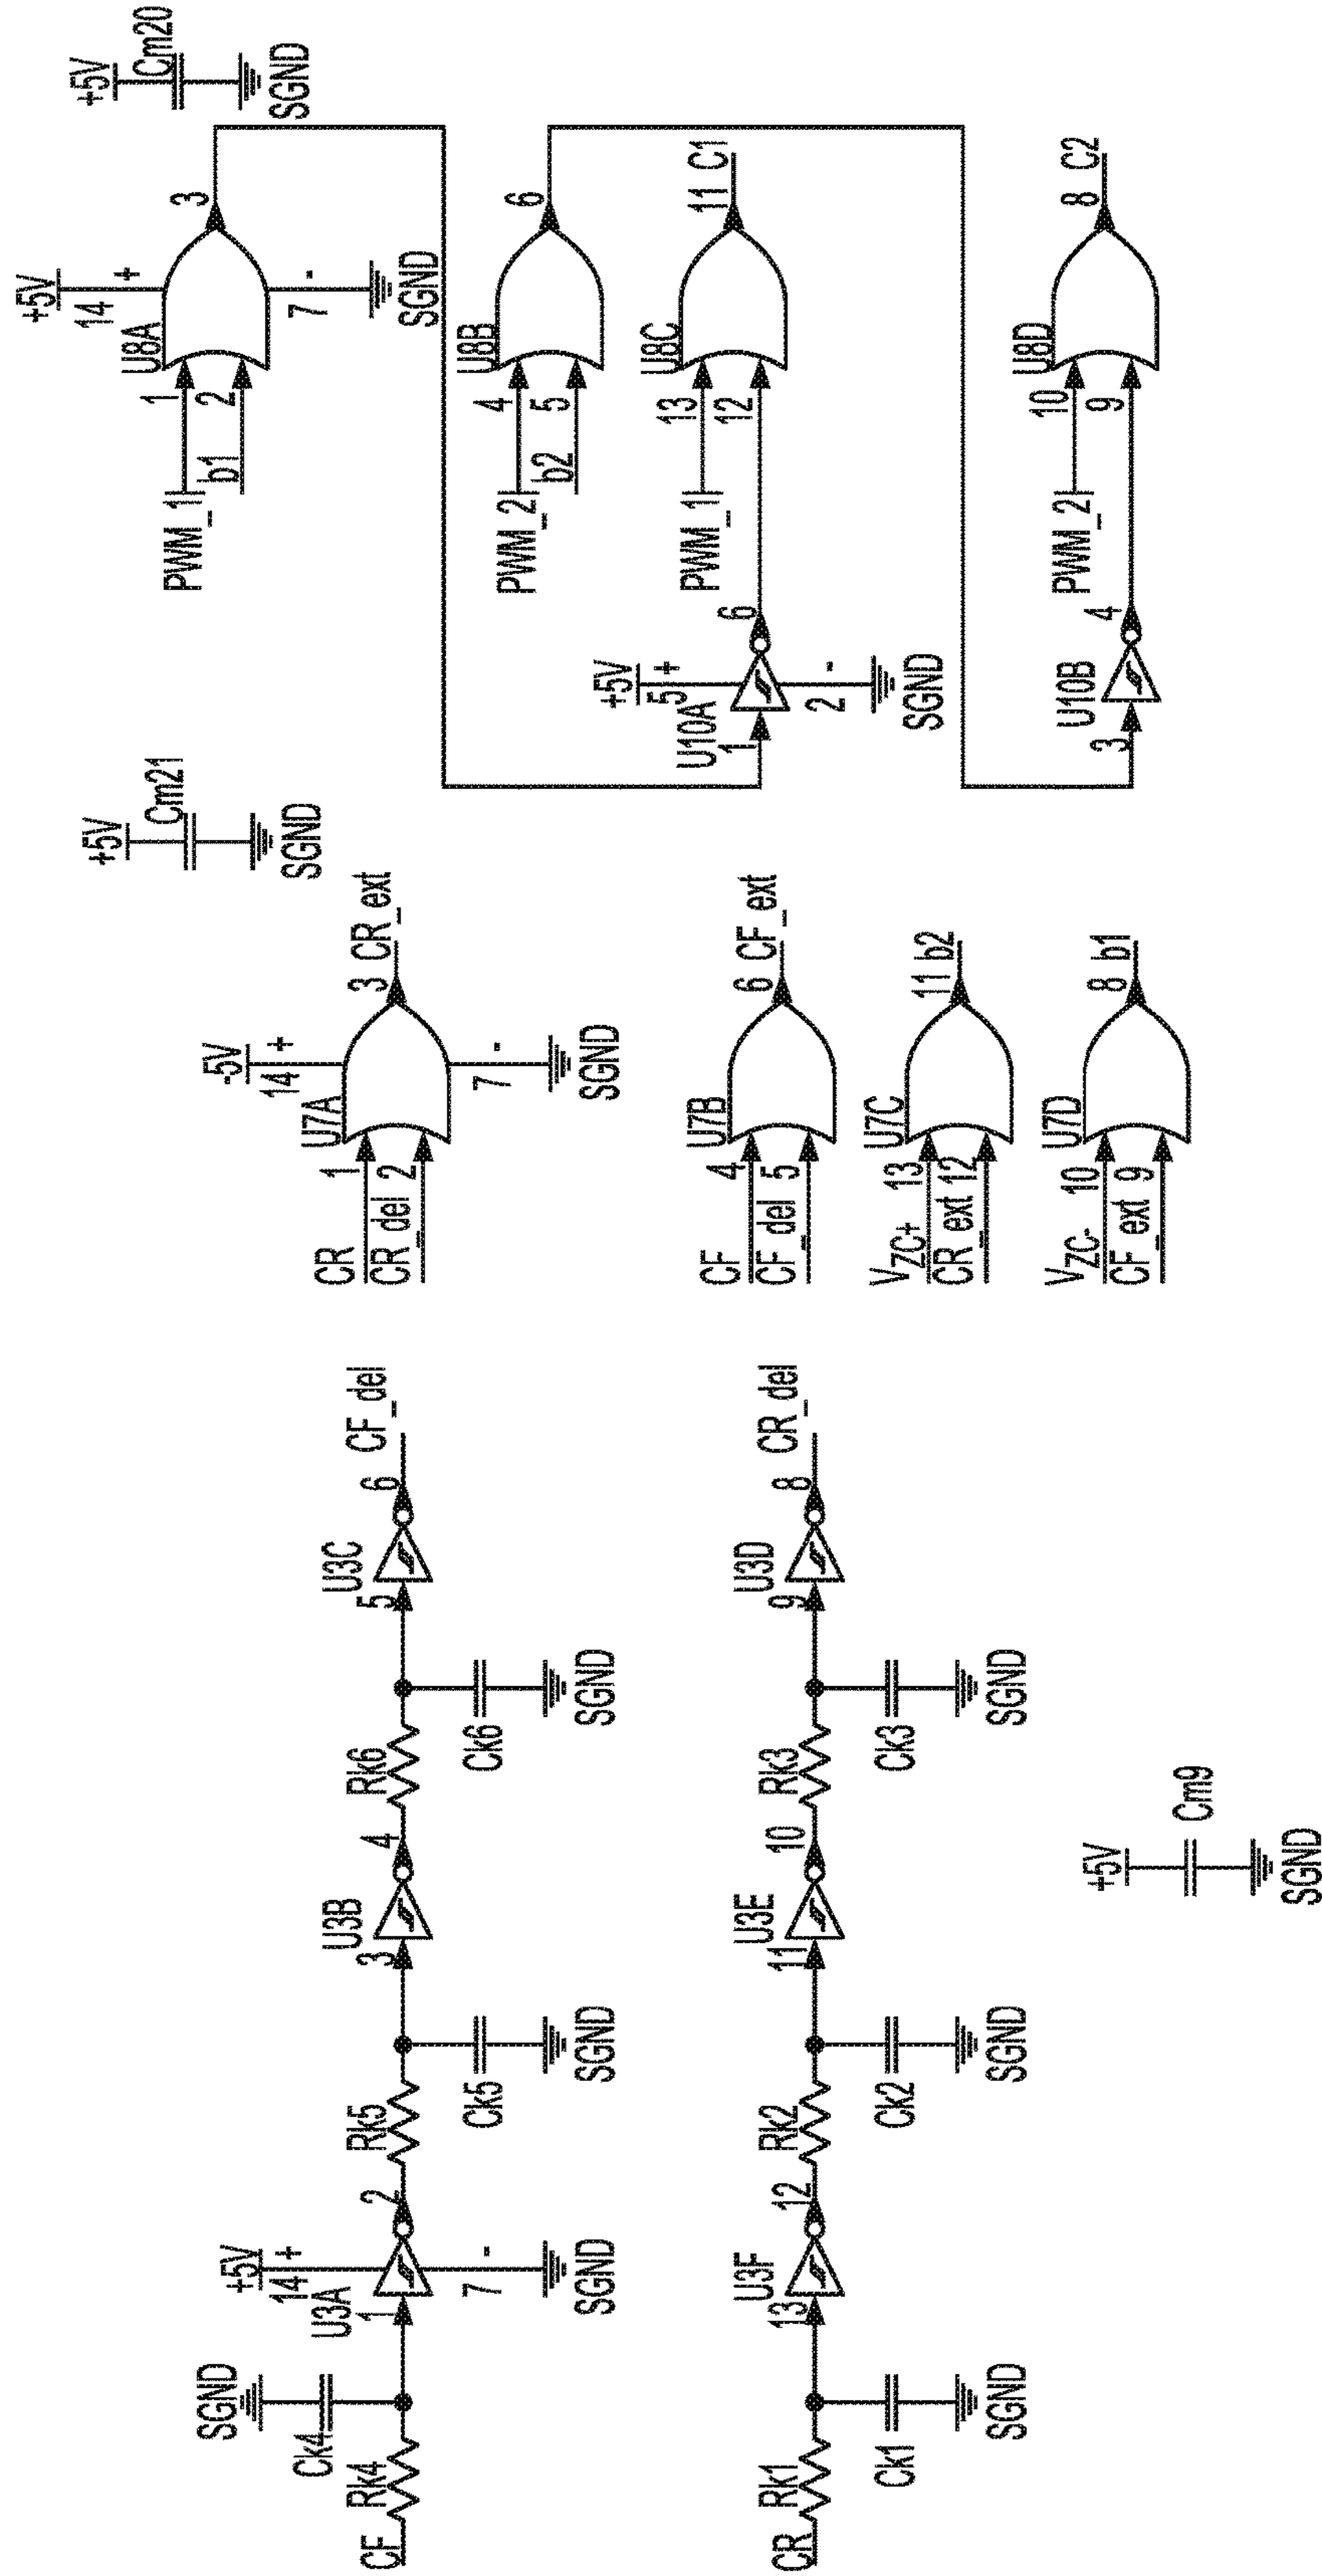 CF
Rk4
Ck4
SGND
+5V
14
+
U3A
1
2
7
-
SGND
Rk5
Ck5
SGND
3
U3B
4
Rk6
Ck6
SGND
5
U3C
6
CF_del
CR
Rk1
Ck1
SGND
13
U3F
12
Rk2
Ck2
SGND
11
U3E
10
Rk3
Ck3
SGND
9
U3D
8
CR_del
+5V
Cm9
SGND
CR
1
CR_del
2
U7A
-5V
14
+
7
-
SGND
3
CR_ext
CF
4
CF_del
5
U7B
6
CF_ext
VZC+
13
CR_ext
12
U7C
11
b2
VZC-
10
CF_ext
9
U7D
8
b1
+5V
Cm21
SGND
PWM_1
1
b1
2
U8A
+5V
14
+
7
-
SGND
3
+5V
Cm20
SGND
PWM_2
4
b2
5
U8B
6
+5V
5
+
U10A
1
6
2
-
SGND
PWM_1
13
12
U8C
11
C1
U10B
3
4
PWM_2
10
9
U8D
8
C2